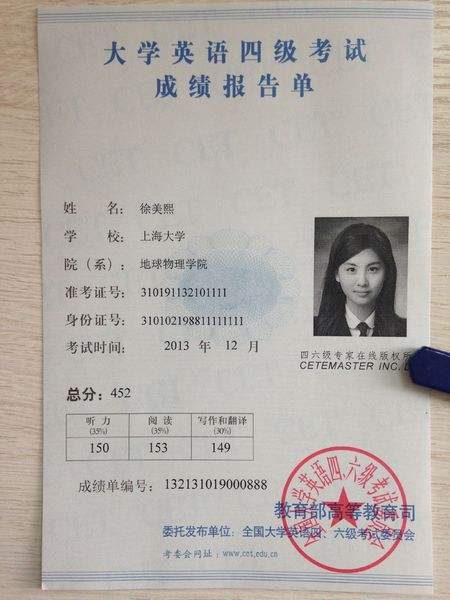 大学英语四级考试
成绩报告单
姓 名： 徐美熙
学 校： 上海大学
院（系）：地球物理学院
准考证号：310191132101111
身份证号：310102198811111111
考试时间： 2013 年 12 月
四六级专家在线版权所
CETEMASTER INC.
总分：452
听 力 阅 读 写作和翻译
(35%) (35%) (30%)
150 153 149
成绩单编号：132131019000888
教育部高等教育司
委托发布单位：全国大学英语四、六级考试委员会
考委会网址：www.cet.edu.cn
全国大学英语四、六级考试委员会